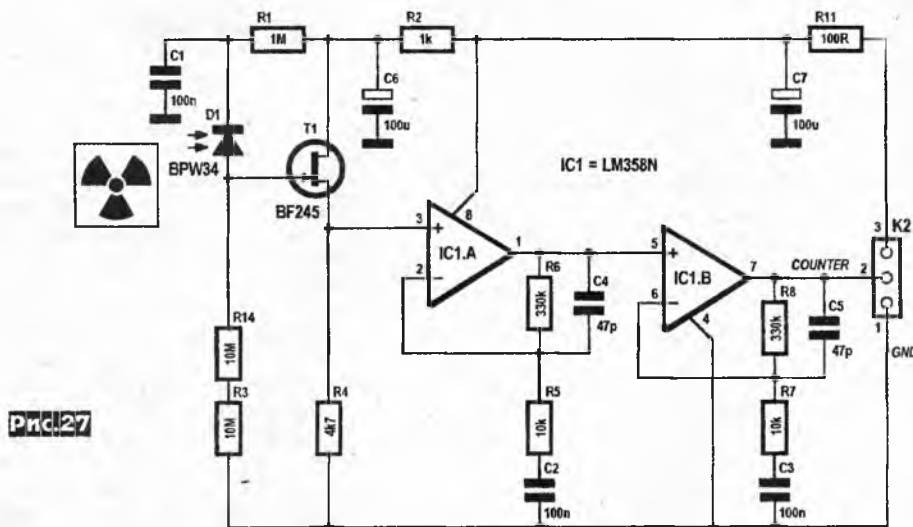 R1
1M
R2
1k
R11
100R
C1
100n
C6
100u
C7
100u
D1
BPW34
T1
BF245
IC1 = LM358N
3
+
8
IC1.A
1
2
−
R6
330k
C4
47p
5
+
IC1.B
7
6
−
4
COUNTER
R8
330k
C5
47p
3
K2
2
1
GND
R14
10M
R3
10M
R4
4k7
R5
10k
C2
100n
R7
10k
C3
100n
Рис.27